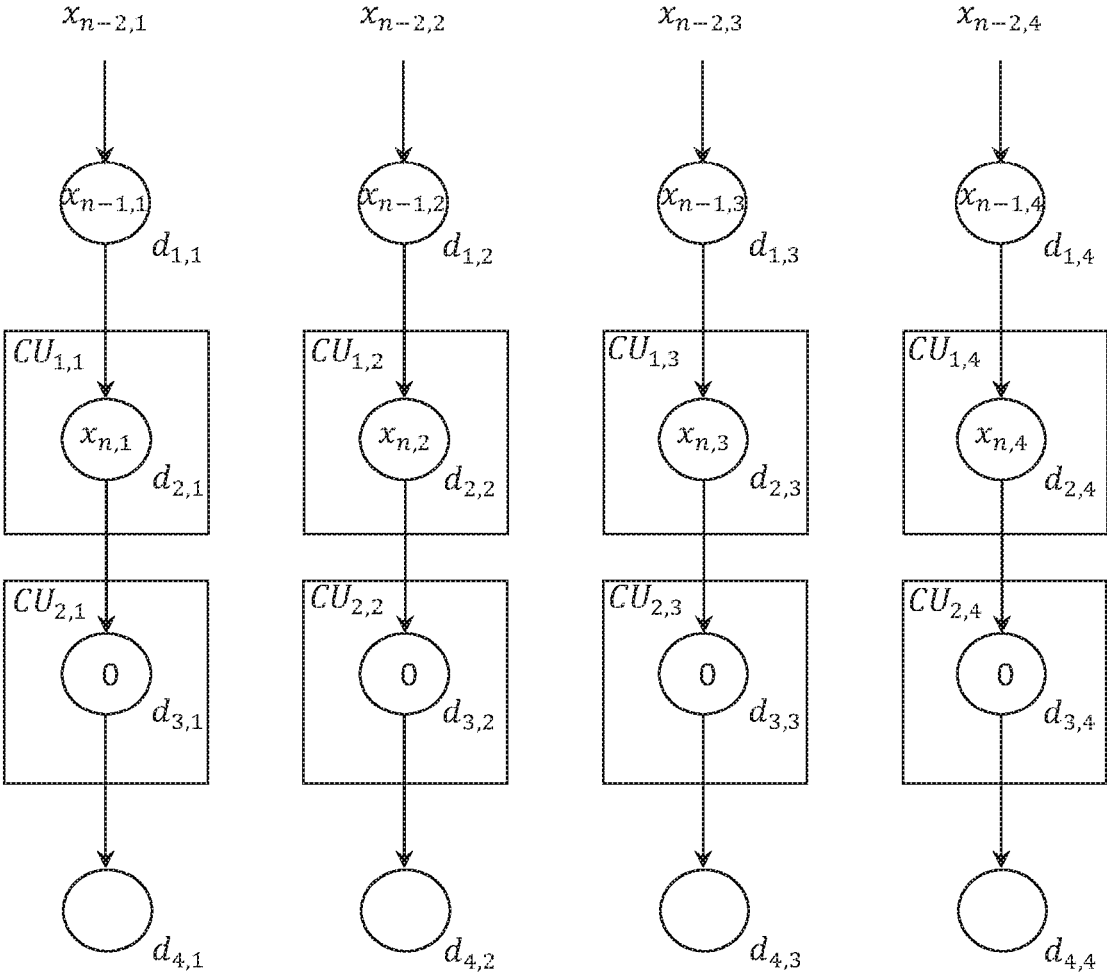 x_{n-2,1} x_{n-2,2} x_{n-2,3} x_{n-2,4}
x_{n-1,1} x_{n-1,2} x_{n-1,3} x_{n-1,4}
d_{1,1} d_{1,2} d_{1,3} d_{1,4}
CU_{1,1} CU_{1,2} CU_{1,3} CU_{1,4}
x_{n,1} x_{n,2} x_{n,3} x_{n,4}
d_{2,1} d_{2,2} d_{2,3} d_{2,4}
CU_{2,1} CU_{2,2} CU_{2,3} CU_{2,4}
0 0 0 0
d_{3,1} d_{3,2} d_{3,3} d_{3,4}
d_{4,1} d_{4,2} d_{4,3} d_{4,4}